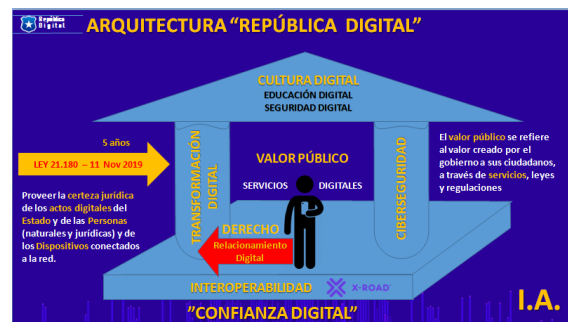 República
Digital
ARQUITECTURA “REPÚBLICA DIGITAL”
CULTURA DIGITAL
EDUCACIÓN DIGITAL
SEGURIDAD DIGITAL
5 años
LEY 21.180 – 11 Nov 2019
Proveer la certeza jurídica
de los actos digitales del
Estado y de las Personas
(naturales y jurídicas) y de
los Dispositivos conectados
a la red.
TRANSFORMACIÓN
DIGITAL
VALOR PÚBLICO
SERVICIOS DIGITALES
DERECHO
Relacionamiento
Digital
CIBERSEGURIDAD
El valor público se refiere
al valor creado por el
gobierno a sus ciudadanos,
a través de servicios, leyes
y regulaciones
INTEROPERABILIDAD X-ROAD
”CONFIANZA DIGITAL”
I.A.